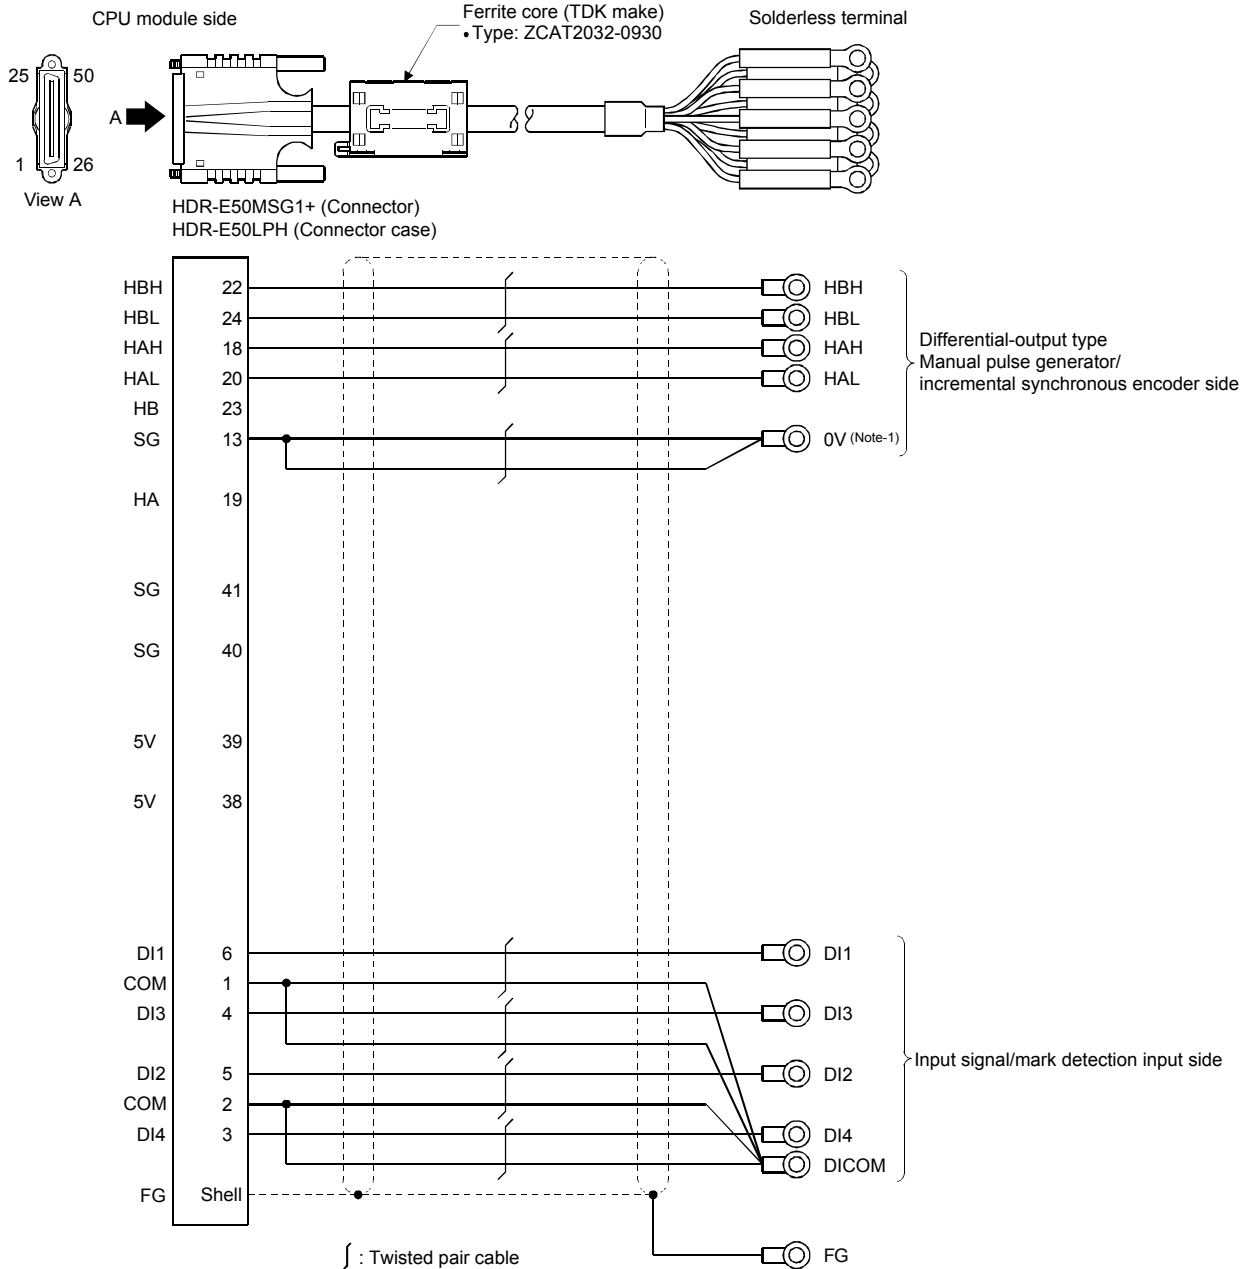 CPU module side
Ferrite core (TDK make)
• Type: ZCAT2032-0930
Solderless terminal
25 50
A
1 26
View A
HDR-E50MSG1+ (Connector)
HDR-E50LPH (Connector case)
HBH 22 HBH
HBL 24 HBL
HAH 18 HAH
HAL 20 HAL
Differential-output type
Manual pulse generator/
incremental synchronous encoder side
HB 23
SG 13 0V (Note-1)
HA 19
SG 41
SG 40
5V 39
5V 38
DI1 6 DI1
COM 1
DI3 4 DI3
Input signal/mark detection input side
DI2 5 DI2
COM 2
DI4 3 DI4
DICOM
FG Shell
FG
: Twisted pair cable